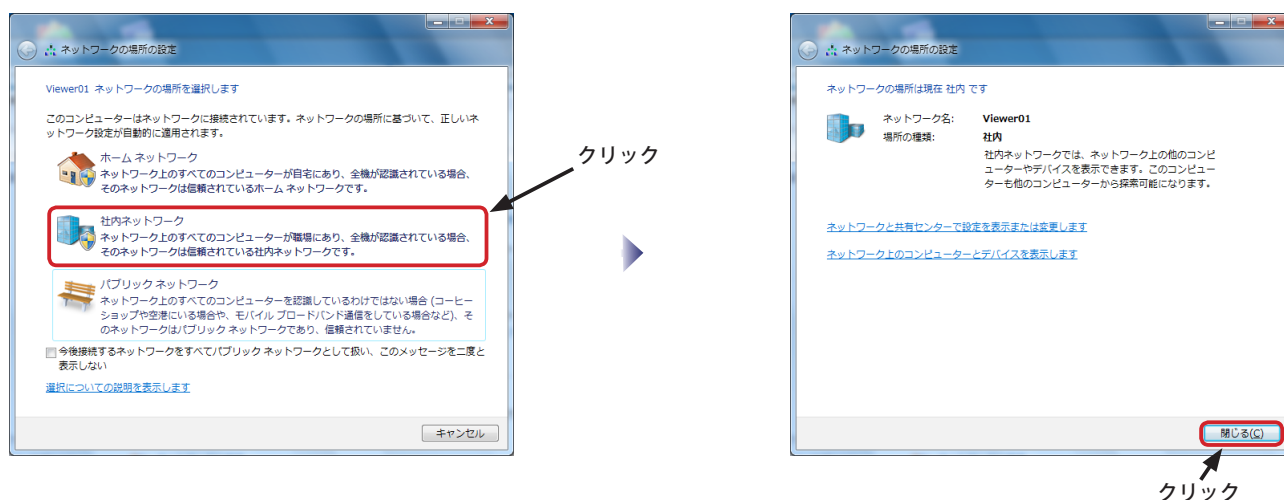 ネットワークの場所の設定
Viewer01 ネットワークの場所を選択します
このコンピューターはネットワークに接続されています。ネットワークの場所に基づいて、正しいネ
ットワーク設定が自動的に適用されます。
ホーム ネットワーク
ネットワーク上のすべてのコンピューターが自宅にあり、全機が認識されている場合、
そのネットワークは信頼されているホーム ネットワークです。
社内ネットワーク
ネットワーク上のすべてのコンピューターが職場にあり、全機が認識されている場合、
そのネットワークは信頼されている社内ネットワークです。
パブリック ネットワーク
ネットワーク上のすべてのコンピューターを認識しているわけではない場合 (コーヒー
ショップや空港にいる場合や、モバイル ブロードバンド通信をしている場合など)、そ
のネットワークはパブリック ネットワークであり、信頼されていません。
今後接続するネットワークをすべてパブリック ネットワークとして扱い、このメッセージを二度と
表示しない
選択についての説明を表示します
キャンセル
クリック
ネットワークの場所の設定
ネットワークの場所は現在 社内 です
ネットワーク名: Viewer01
場所の種類: 社内
社内ネットワークでは、ネットワーク上の他のコンピ
ューターやデバイスを表示できます。このコンピュー
ターも他のコンピューターから探索可能になります。
ネットワークと共有センターで設定を表示または変更します
ネットワーク上のコンピューターとデバイスを表示します
閉じる(C)
クリック